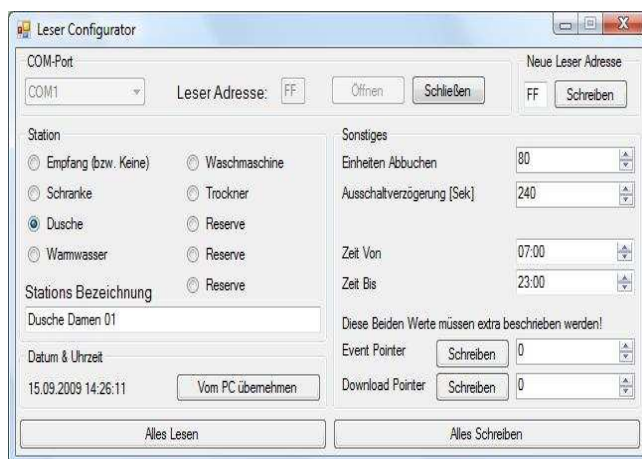 Leser Configurator
COM-Port
COM1
Leser Adresse:
FF
Öffnen
Schließen
Neue Leser Adresse
FF
Schreiben
Station
Empfang (bzw. Keine)
Schranke
Dusche
Warmwasser
Waschmaschine
Trockner
Reserve
Reserve
Reserve
Stations Bezeichnung
Dusche Damen 01
Datum & Uhrzeit
15.09.2009 14:26:11
Vom PC übernehmen
Sonstiges
Einheiten Abbuchen
80
Ausschaltverzögerung [Sek]
240
Zeit Von
07:00
Zeit Bis
23:00
Diese Beiden Werte müssen extra beschrieben werden!
Event Pointer
Schreiben
0
Download Pointer
Schreiben
0
Alles Lesen
Alles Schreiben